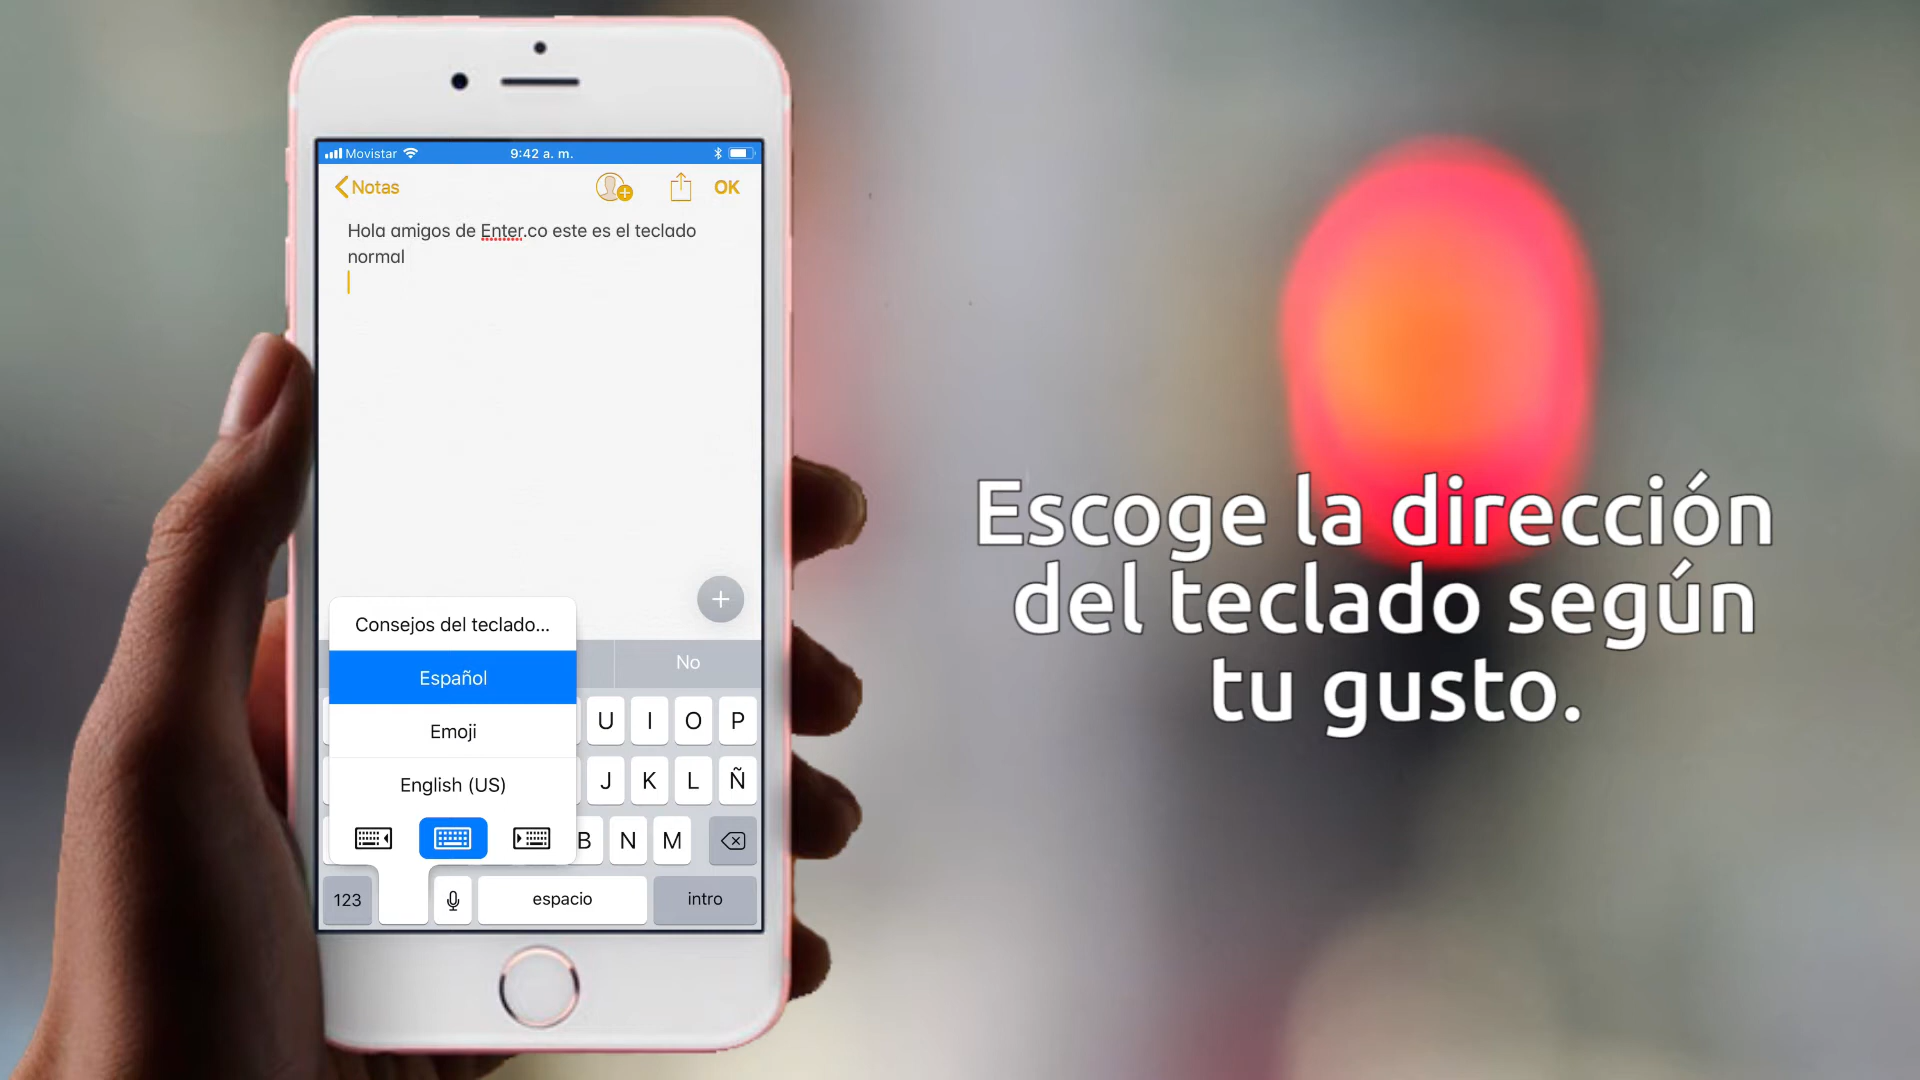 Movistar
9:42 a. m.
Notas
OK
Hola amigos de Enter.co este es el teclado
normal
Consejos del teclado...
Español
Emoji
English (US)
No
U I O P
J K L Ñ
B N M
123
espacio
intro
Escoge la dirección
del teclado según
tu gusto.